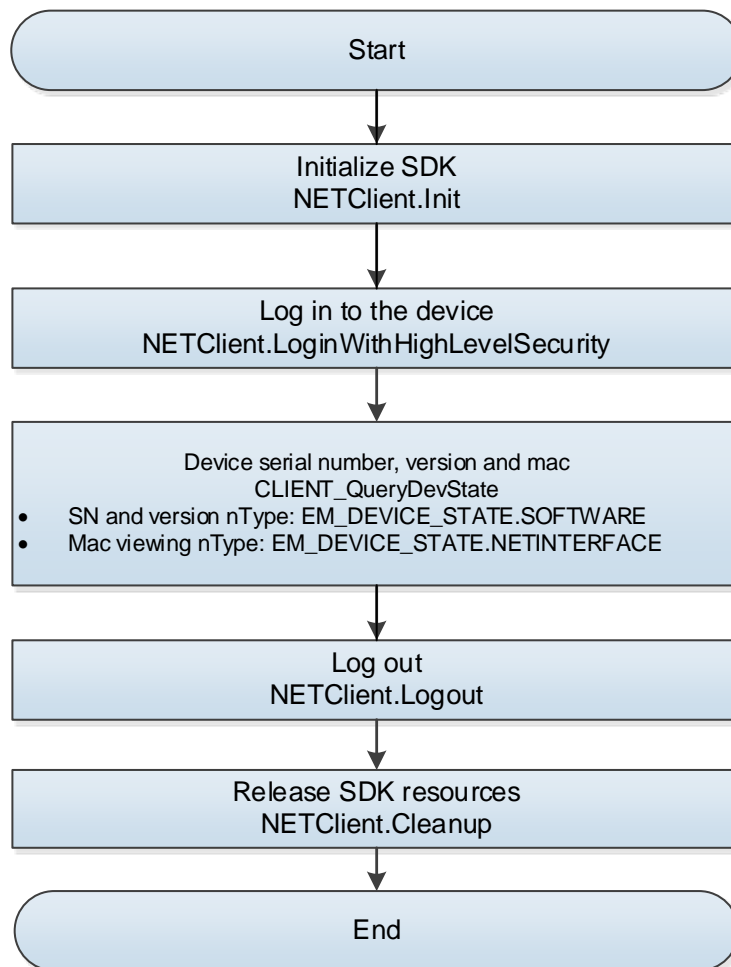 Start
Initialize SDK
NETClient.Init
Log in to the device
NETClient.LoginWithHighLevelSecurity
Device serial number, version and mac
CLIENT_QueryDevState
• SN and version nType: EM_DEVICE_STATE.SOFTWARE
• Mac viewing nType: EM_DEVICE_STATE.NETINTERFACE
Log out
NETClient.Logout
Release SDK resources
NETClient.Cleanup
End